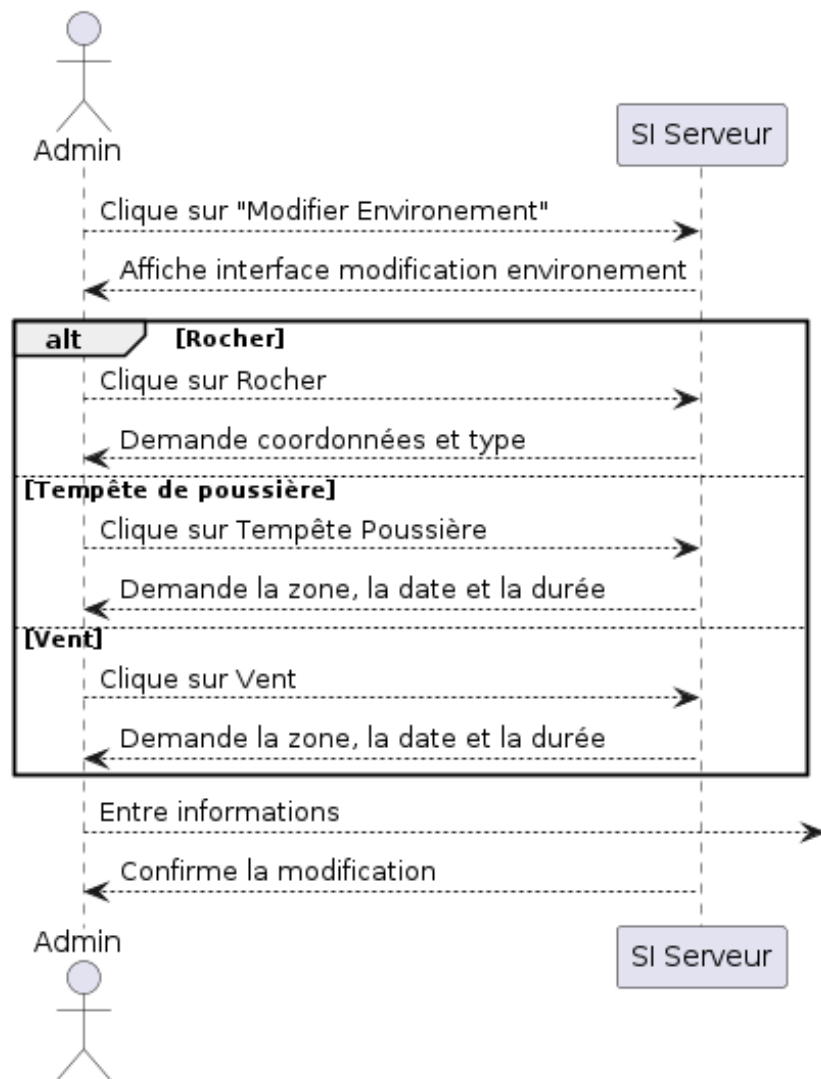 Admin
SI Serveur
Clique sur "Modifier Environement"
Affiche interface modification environement
alt [Rocher]
Clique sur Rocher
Demande coordonnées et type
[Tempête de poussière]
Clique sur Tempête Poussière
Demande la zone, la date et la durée
[Vent]
Clique sur Vent
Demande la zone, la date et la durée
Entre informations
Confirme la modification
Admin
SI Serveur